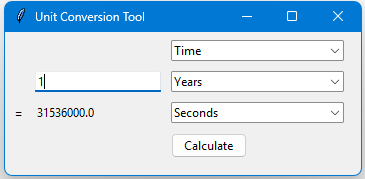 Unit Conversion Tool
Time
1 Years
= 31536000.0 Seconds
Calculate